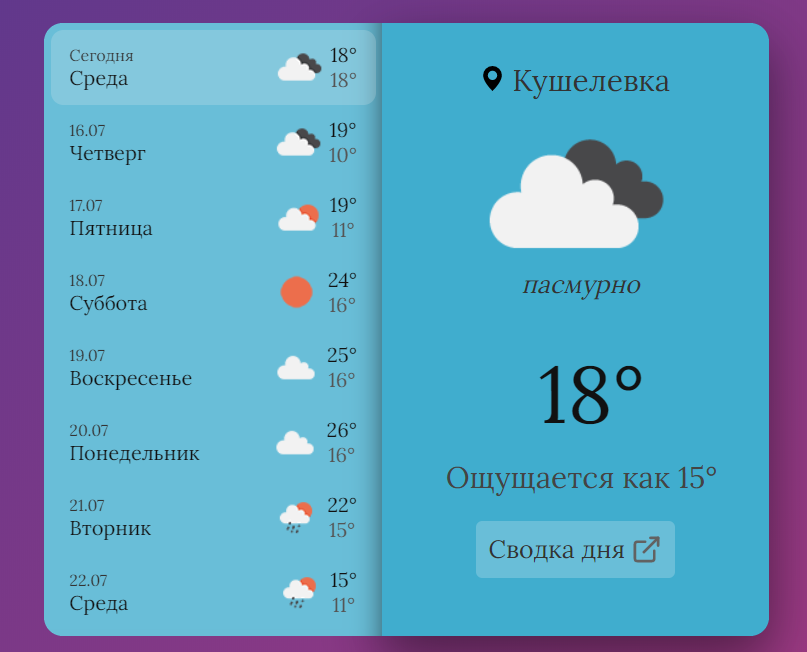 Сегодня
Среда
18°
18°
16.07
Четверг
19°
10°
17.07
Пятница
19°
11°
18.07
Суббота
24°
16°
19.07
Воскресенье
25°
16°
20.07
Понедельник
26°
16°
21.07
Вторник
22°
15°
22.07
Среда
15°
11°
Кушелевка
пасмурно
18°
Ощущается как 15°
Сводка дня